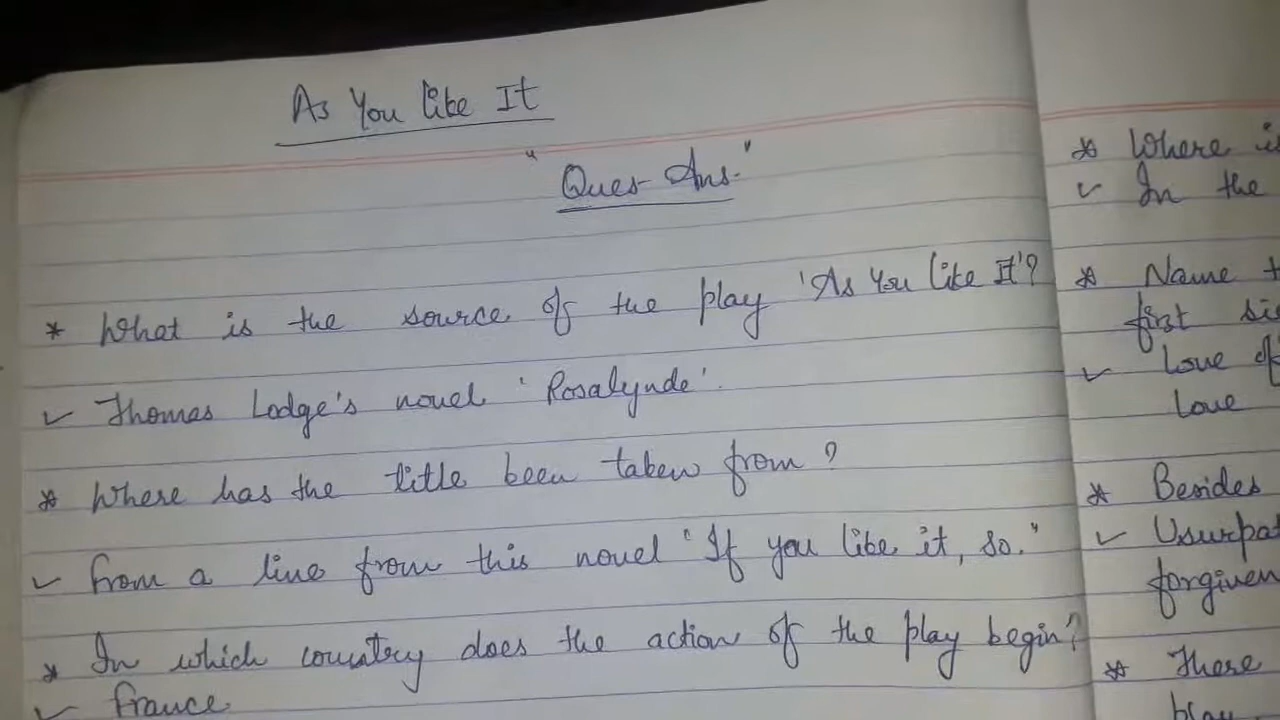 As You Like It
"Ques-Ans."
* What is the source of the play 'As You Like It'?
✓ Thomas Lodge's novel 'Rosalynde'.
* Where has the title been taken from?
✓ From a line from this novel "If you like it, so."
* In which country does the action of the play begin?
✓ France
* Where is
✓ In the
* Name
first
✓ Love of
Love
* Besides
✓
forgiven
* There